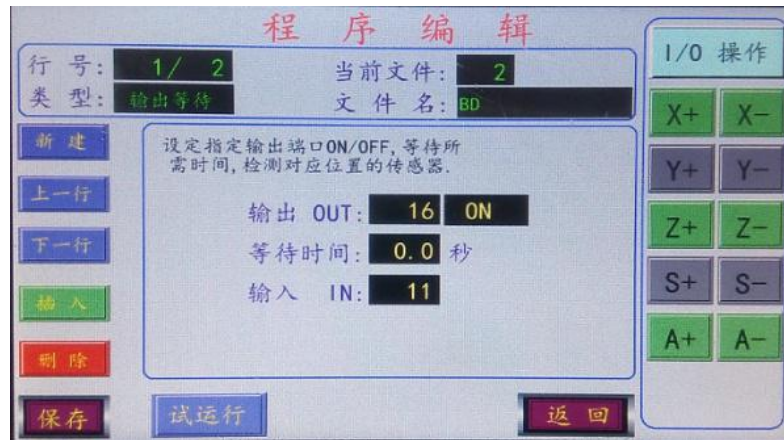 程 序 编 辑
行 号: 1/ 2
当前文件: 2
类 型: 输出等待
文 件 名: BD
新 建
上一行
下一行
插 入
删 除
保存
设定指定输出端口ON/OFF,等待所
需时间,检测对应位置的传感器.
输出 OUT: 16 ON
等待时间: 0.0 秒
输入 IN: 11
试运行
返 回
I/O 操作
X+ X-
Y+ Y-
Z+ Z-
S+ S-
A+ A-